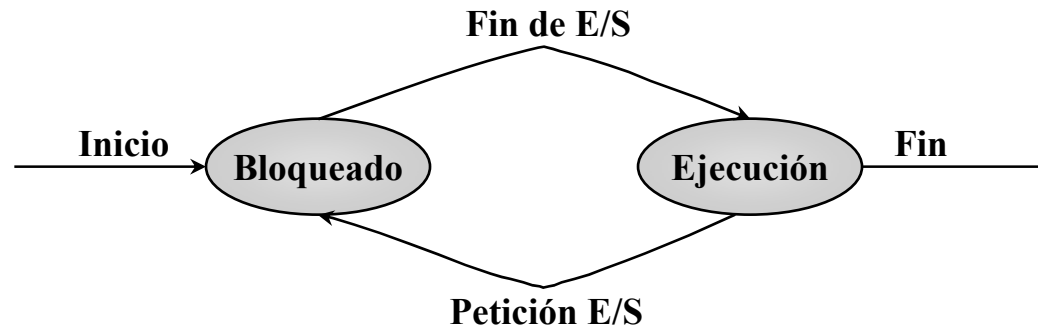 Fin de E/S
Inicio
Bloqueado
Ejecución
Fin
Petición E/S